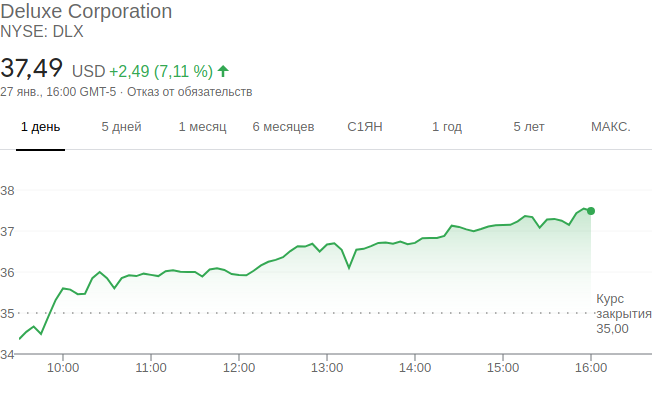 Deluxe Corporation
NYSE: DLX
37,49 USD +2,49 (7,11 %)
27 янв., 16:00 GMT-5 · Отказ от обязательств
1 день 5 дней 1 месяц 6 месяцев С1ЯН 1 год 5 лет МАКС.
38
37
36
35
34
Курс
закрытия
35,00
10:00 11:00 12:00 13:00 14:00 15:00 16:00